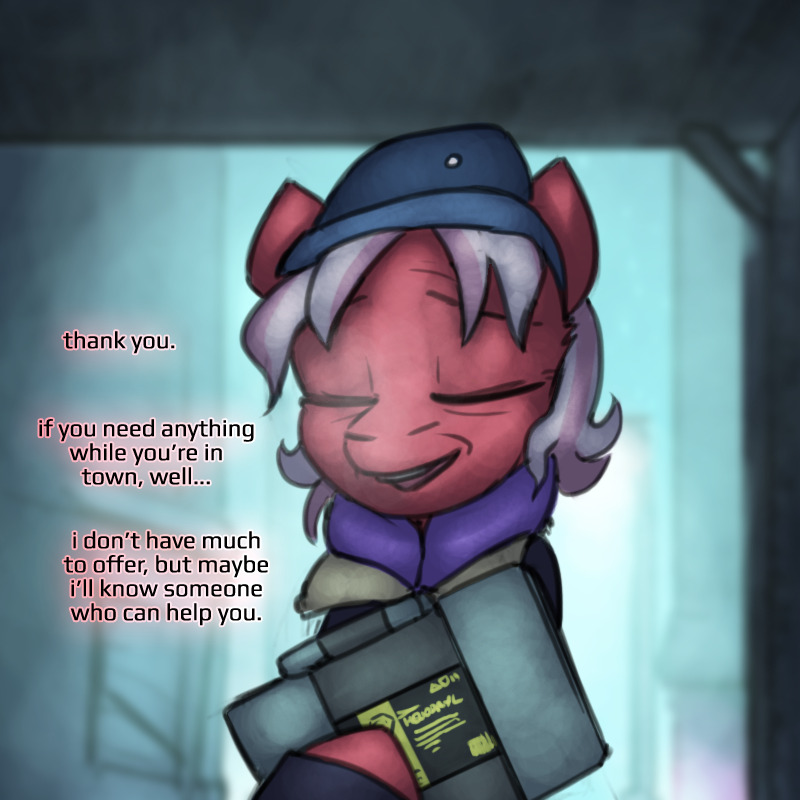 thank you.
if you need anything
while you're in
town, well...
i don't have much
to offer, but maybe
i'll know someone
who can help you.